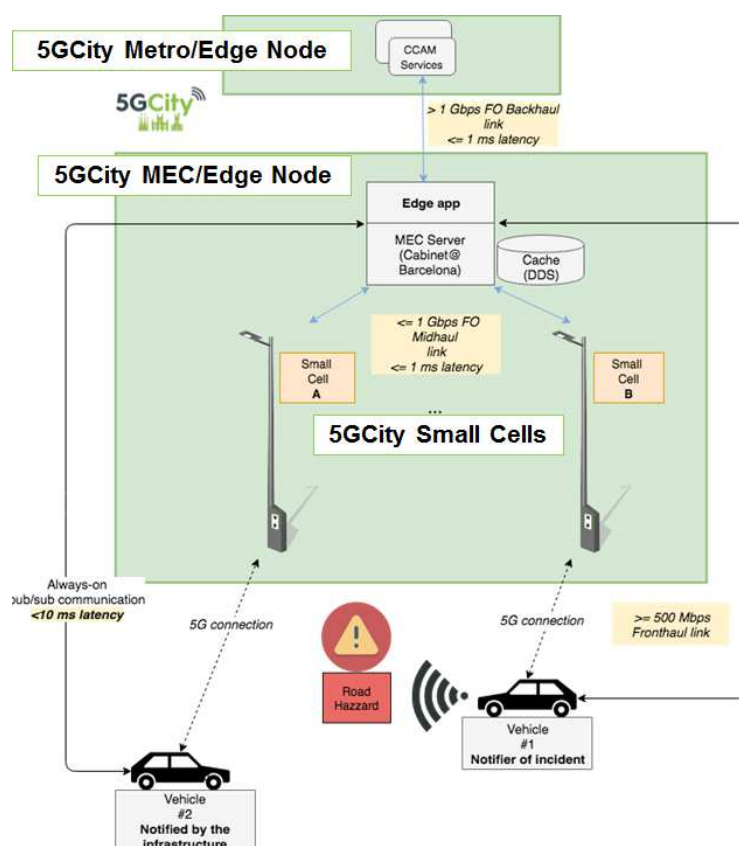 5GCity Metro/Edge Node
CCAM
Services
5GCity
> 1 Gbps FO Backhaul
link
<= 1 ms latency
5GCity MEC/Edge Node
Edge app
MEC Server
(Cabinet@
Barcelona)
Cache
(DDS)
<= 1 Gbps FO
Midhaul
link
<= 1 ms latency
Small
Cell
A
Small
Cell
B
...
5GCity Small Cells
Always-on
pub/sub communication
<10 ms latency
5G connection
5G connection
>= 500 Mbps
Fronthaul link
Road
Hazzard
Vehicle
#1
Notifier of incident
Vehicle
#2
Notified by the
infrastructure